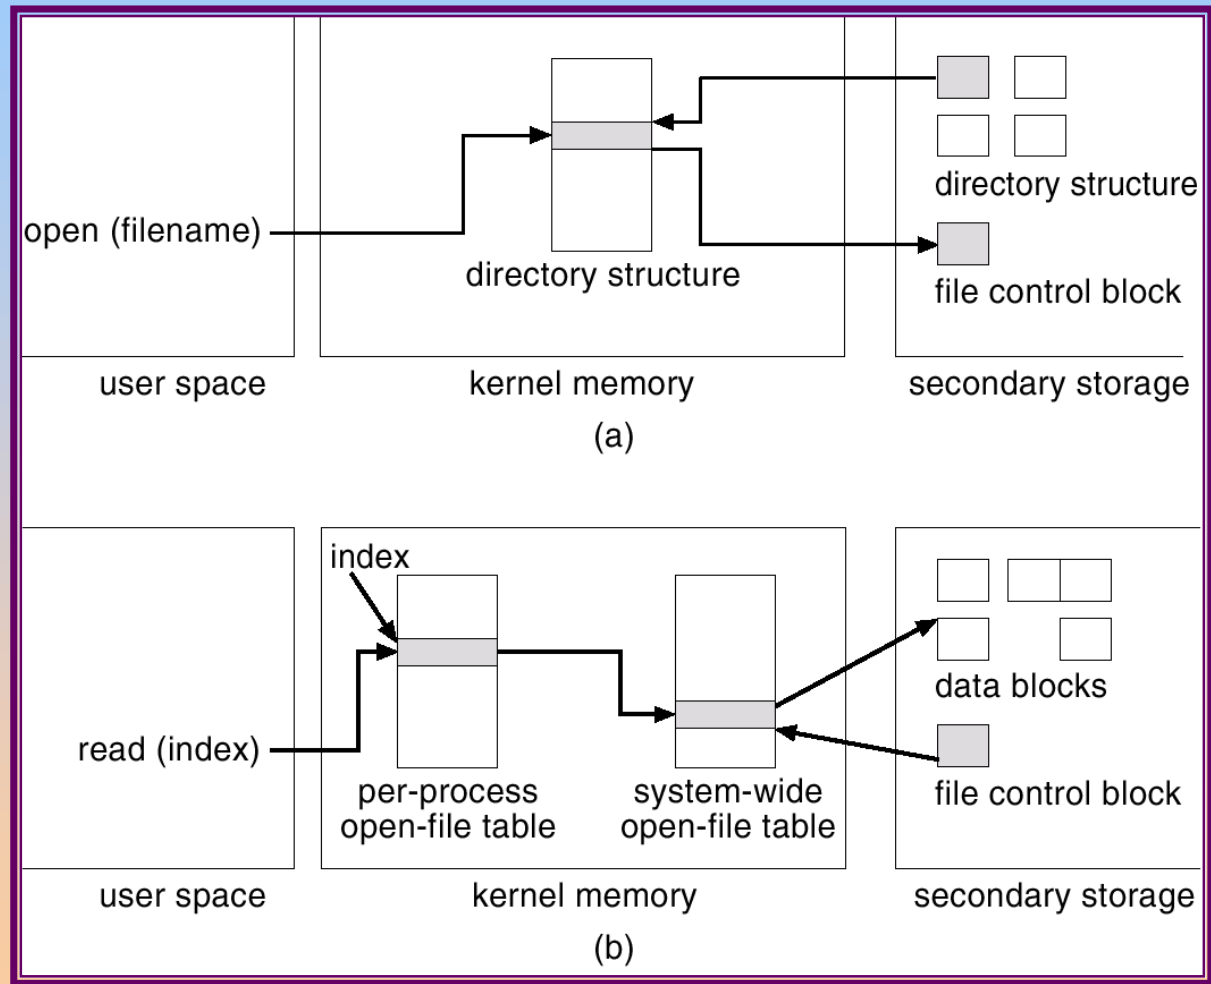 directory structure
open (filename)
directory structure
file control block
user space
kernel memory
secondary storage
(a)
index
data blocks
read (index)
per-process
open-file table
system-wide
open-file table
file control block
user space
kernel memory
secondary storage
(b)